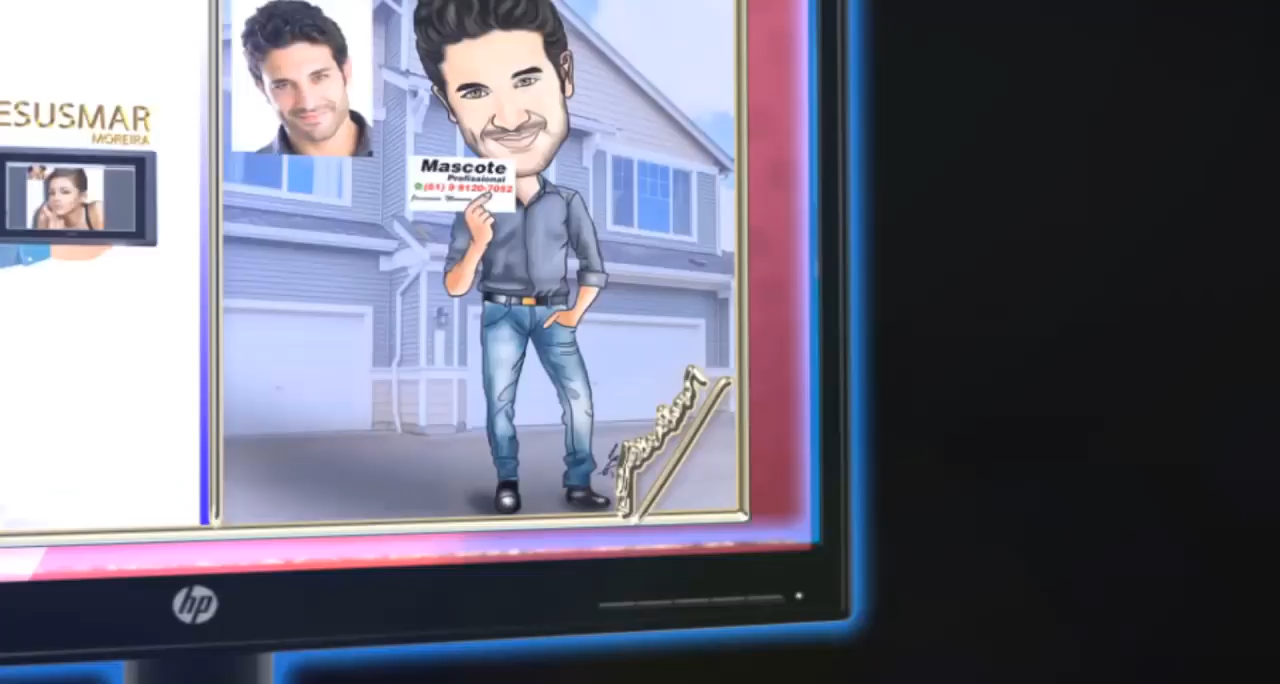 ESUSMAR
MOREIRA
Mascote
Profissional
(61) 9 9120-7052
hp